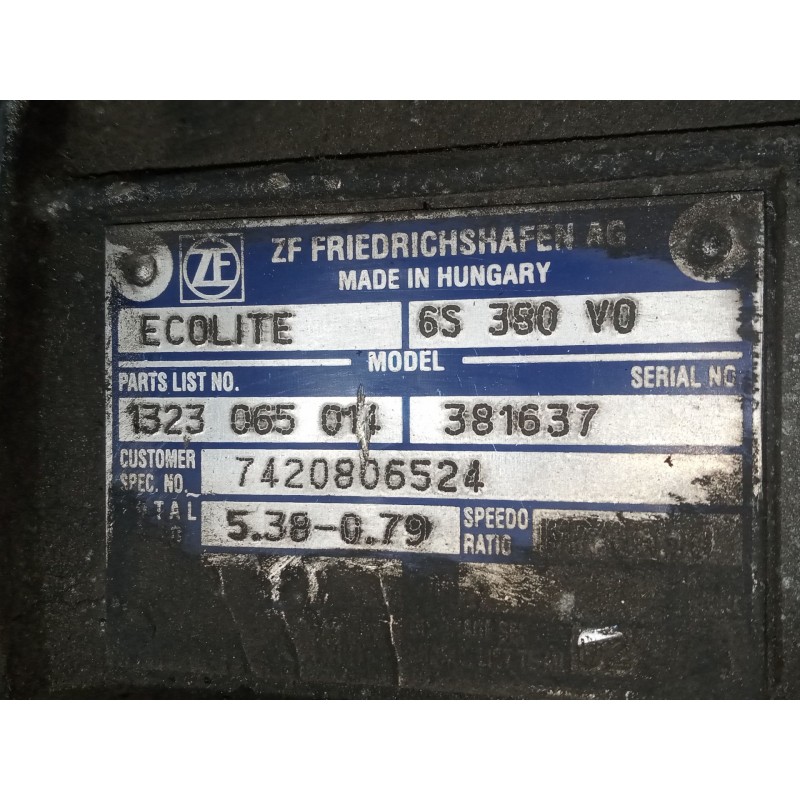 ZF
ZF FRIEDRICHSHAFEN AG
MADE IN HUNGARY
ECOLITE 6S 380 VO
MODEL
PARTS LIST NO. SERIAL NO
1323 065 014 381637
CUSTOMER SPEC. NO. 7420806524
TOTAL 5.38-0.79 SPEEDO RATIO